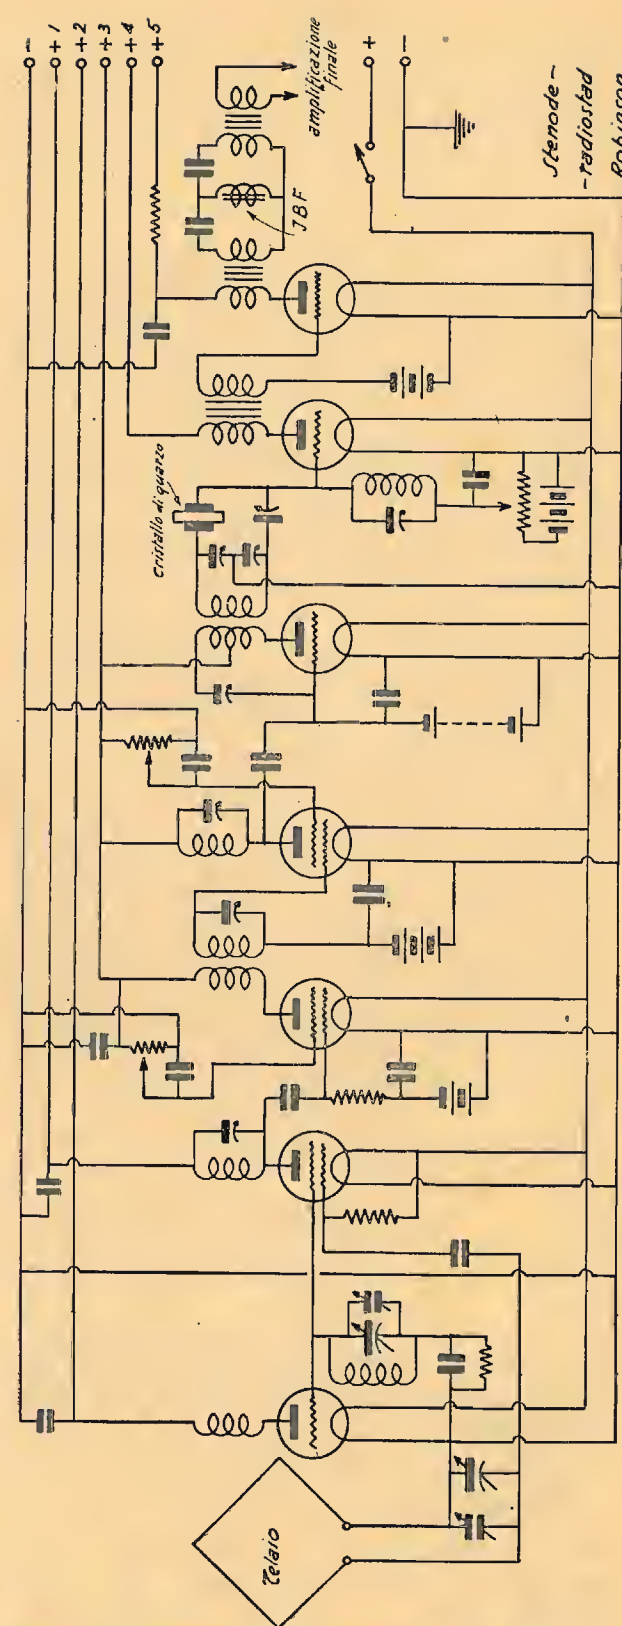 -
+1
+2
+3
+4
+5
amplificazione
finale
JBF
+
-
cristallo di quarzo
Telaio
Stenode-
-radiostad
Robinson